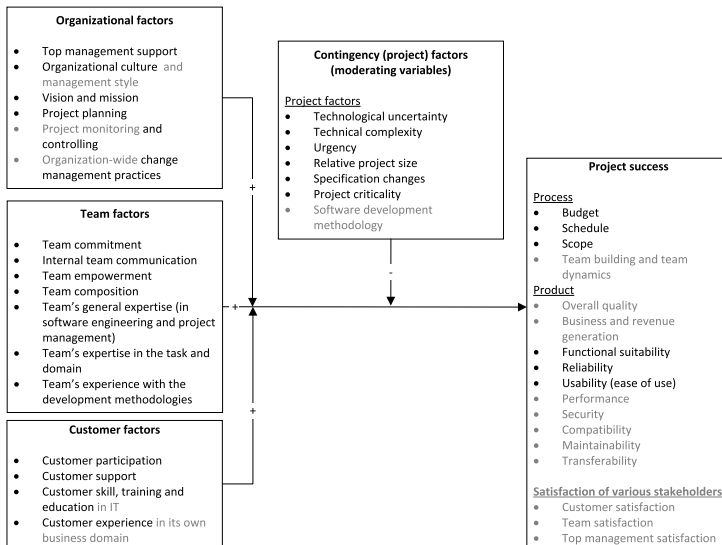 Organizational factors
• Top management support
• Organizational culture and
management style
• Vision and mission
• Project planning
• Project monitoring and
controlling
• Organization-wide change
management practices
+
Team factors
• Team commitment
• Internal team communication
• Team empowerment
• Team composition
• Team's general expertise (in
software engineering and project
management)
• Team's expertise in the task and
domain
• Team's experience with the
development methodologies
+
Customer factors
• Customer participation
• Customer support
• Customer skill, training and
education in IT
• Customer experience in its own
business domain
+
Contingency (project) factors
(moderating variables)
Project factors
• Technological uncertainty
• Technical complexity
• Urgency
• Relative project size
• Specification changes
• Project criticality
• Software development
methodology
-
Project success
Process
• Budget
• Schedule
• Scope
• Team building and team
dynamics
Product
• Overall quality
• Business and revenue
generation
• Functional suitability
• Reliability
• Usability (ease of use)
• Performance
• Security
• Compatibility
• Maintainability
• Transferability
Satisfaction of various stakeholders
• Customer satisfaction
• Team satisfaction
• Top management satisfaction